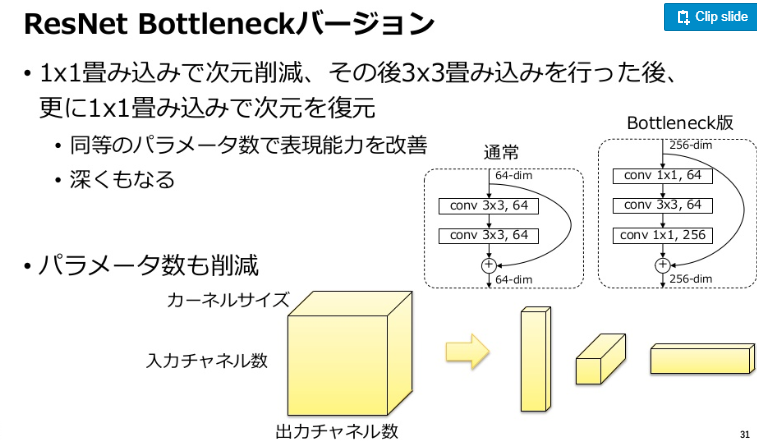 Clip slide
ResNet Bottleneckバージョン
• 1x1畳み込みで次元削減、その後3x3畳み込みを行った後、
更に1x1畳み込みで次元を復元
• 同等のパラメータ数で表現能力を改善
• 深くもなる
通常
64-dim
conv 3x3, 64
conv 3x3, 64
+
64-dim
Bottleneck版
256-dim
conv 1x1, 64
conv 3x3, 64
conv 1x1, 256
+
256-dim
• パラメータ数も削減
カーネルサイズ
入力チャネル数
出力チャネル数
31